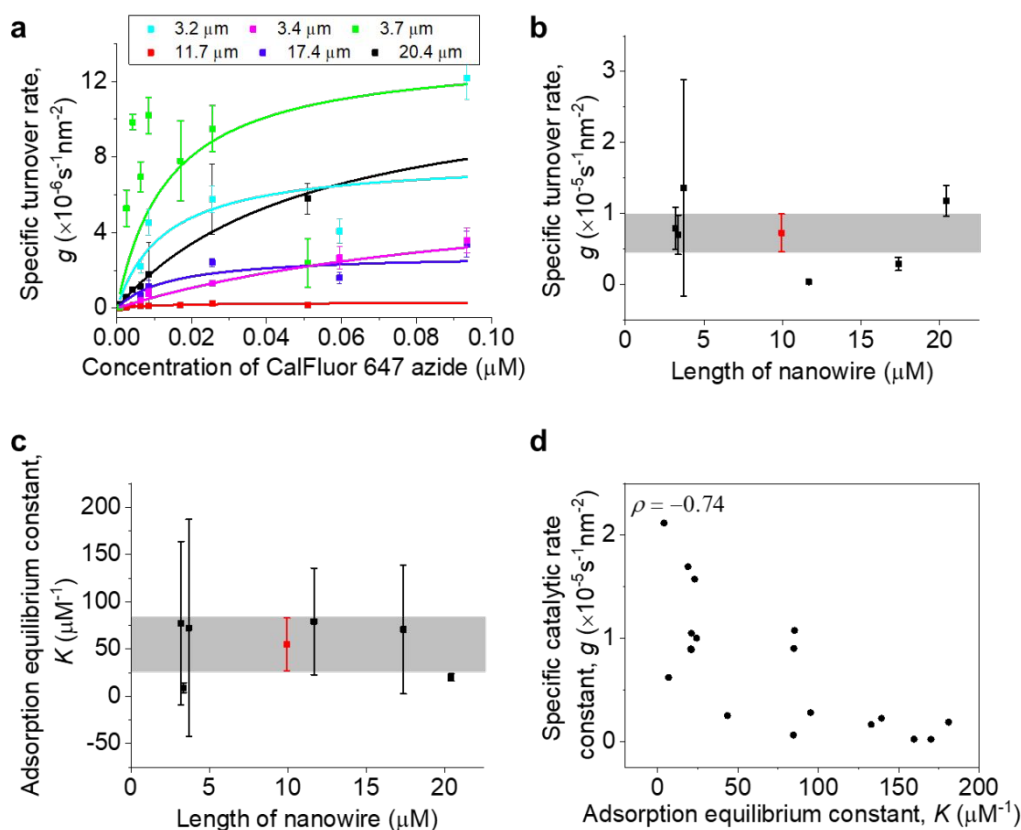 a
3.2 μm 3.4 μm 3.7 μm
11.7 μm 17.4 μm 20.4 μm
Specific turnover rate,
g (×10⁻⁶s⁻¹nm⁻²)
12
8
4
0
0.00 0.02 0.04 0.06 0.08 0.10
Concentration of CalFluor 647 azide (μM)
b
Specific turnover rate,
g (×10⁻⁵s⁻¹nm⁻²)
3
2
1
0
0 5 10 15 20
Length of nanowire (μM)
c
Adsorption equilibrium constant,
K (μM⁻¹)
200
150
100
50
0
-50
0 5 10 15 20
Length of nanowire (μM)
d
ρ = −0.74
Specific catalytic rate
constant, g (×10⁻⁵s⁻¹nm⁻²)
2
1
0
0 50 100 150 200
Adsorption equilibrium constant, K (μM⁻¹)